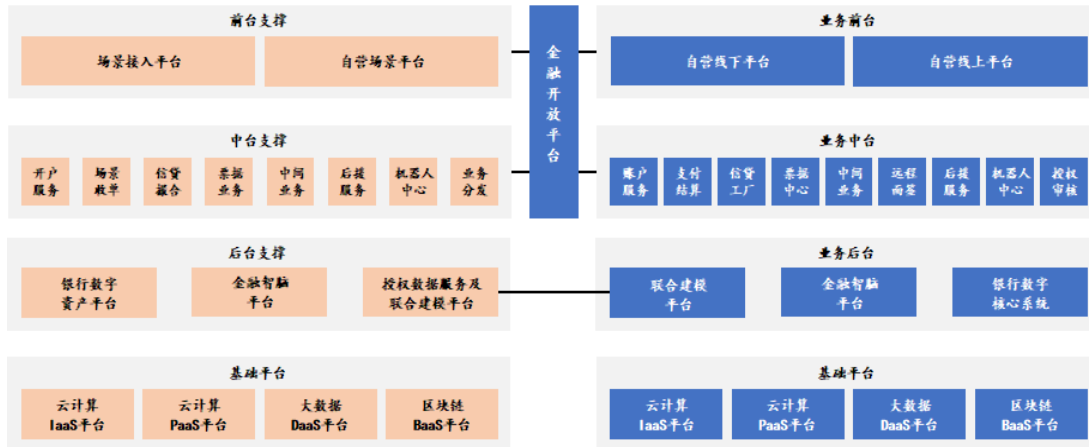 前台支撑
场景接入平台
自营场景平台
金
融
开
放
平
台
业务前台
自营线下平台
自营线上平台
中台支撑
开户
服务
场景
收单
信贷
撮合
票据
业务
中间
业务
后援
服务
机器人
中心
业务
分发
业务中台
账户
服务
支付
结算
信贷
工厂
票据
中心
中间
业务
远程
面签
后援
服务
机器人
中心
授权
审核
后台支撑
银行数字
资产平台
金融智脑
平台
授权数据服务及
联合建模平台
业务后台
联合建模
平台
金融智脑
平台
银行数字
核心系统
基础平台
云计算
IaaS平台
云计算
PaaS平台
大数据
DaaS平台
区块链
BaaS平台
基础平台
云计算
IaaS平台
云计算
PaaS平台
大数据
DaaS平台
区块链
BaaS平台